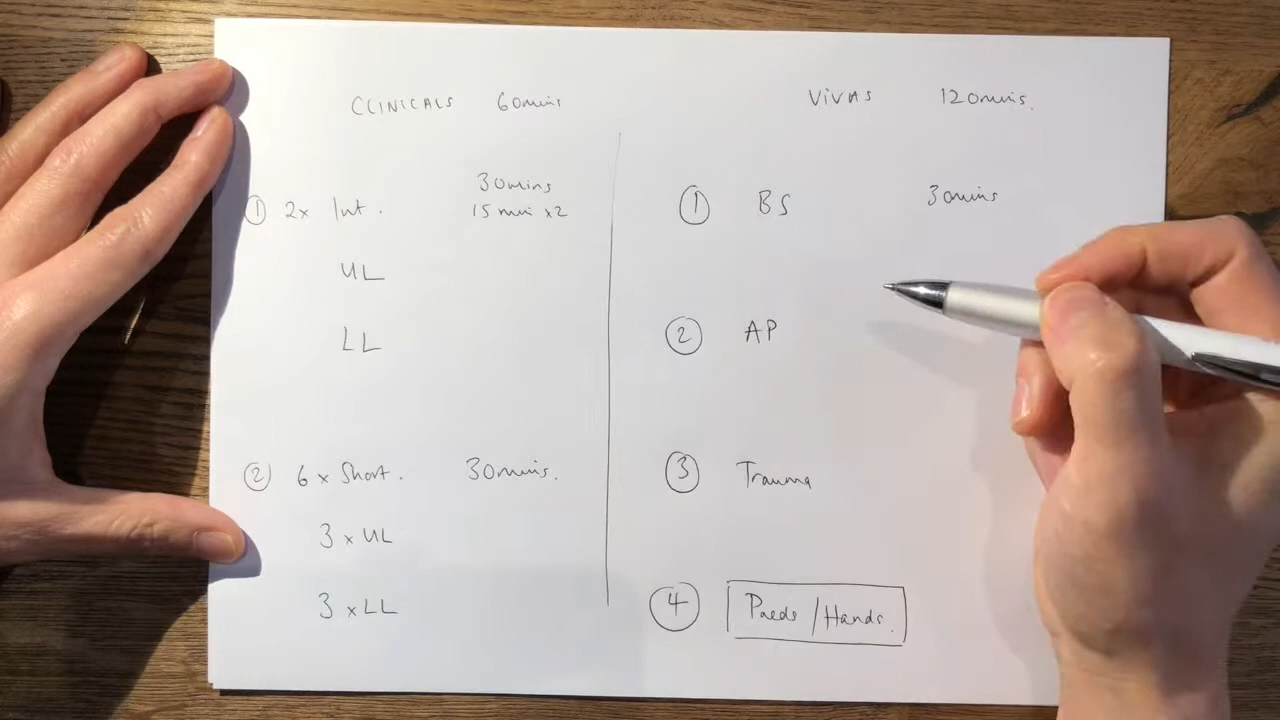 CLINICALS 60mins
① 2x Int. 30mins
15 min x2
UL
LL
② 6 x Short. 30mins.
3 x UL
3 x LL
VIVAS 120mins.
① BS 30mins
② AP
③ Trauma
④ Paeds / Hands.